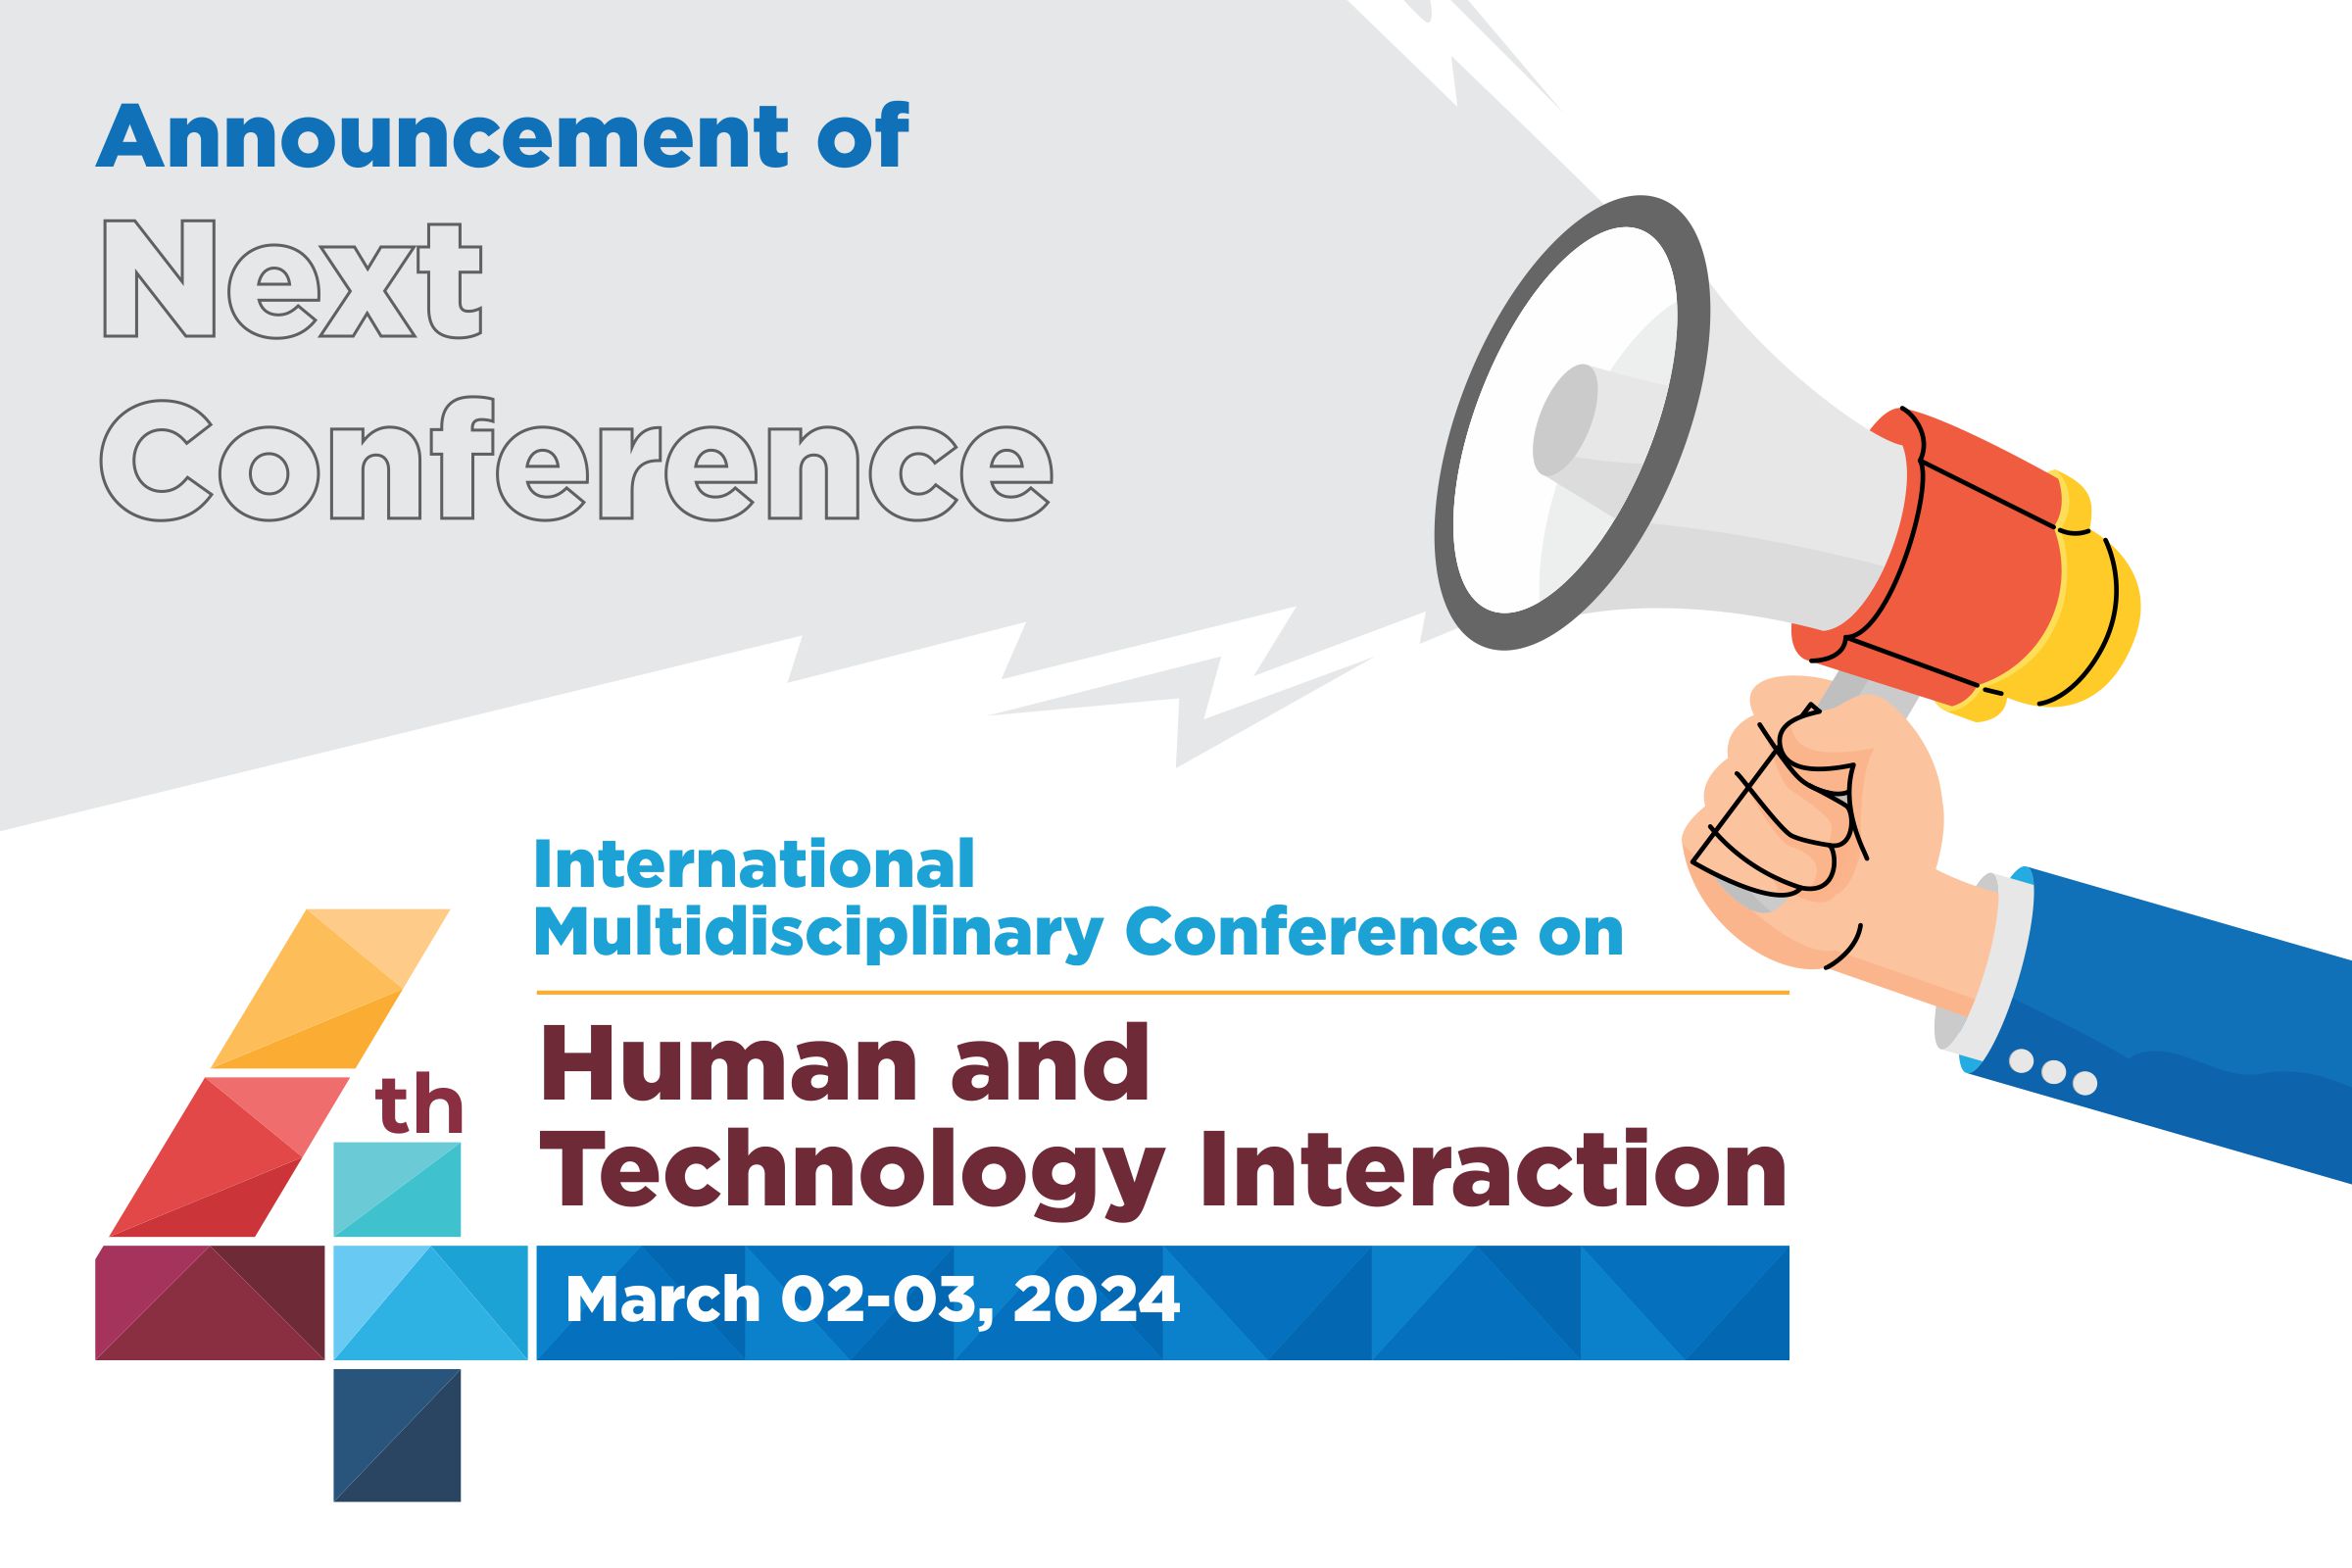 Announcement of
Next
Conference
International
Multidisciplinary Conference on
4th
Human and
Technology Interaction
March 02-03, 2024